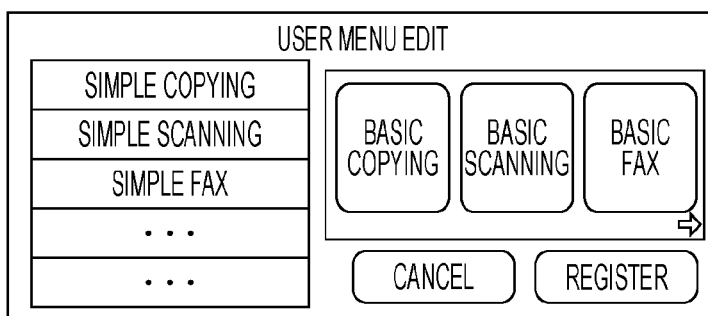 USER MENU EDIT
SIMPLE COPYING
SIMPLE SCANNING
SIMPLE FAX
...
...
BASIC
COPYING
BASIC
SCANNING
BASIC
FAX
CANCEL
REGISTER